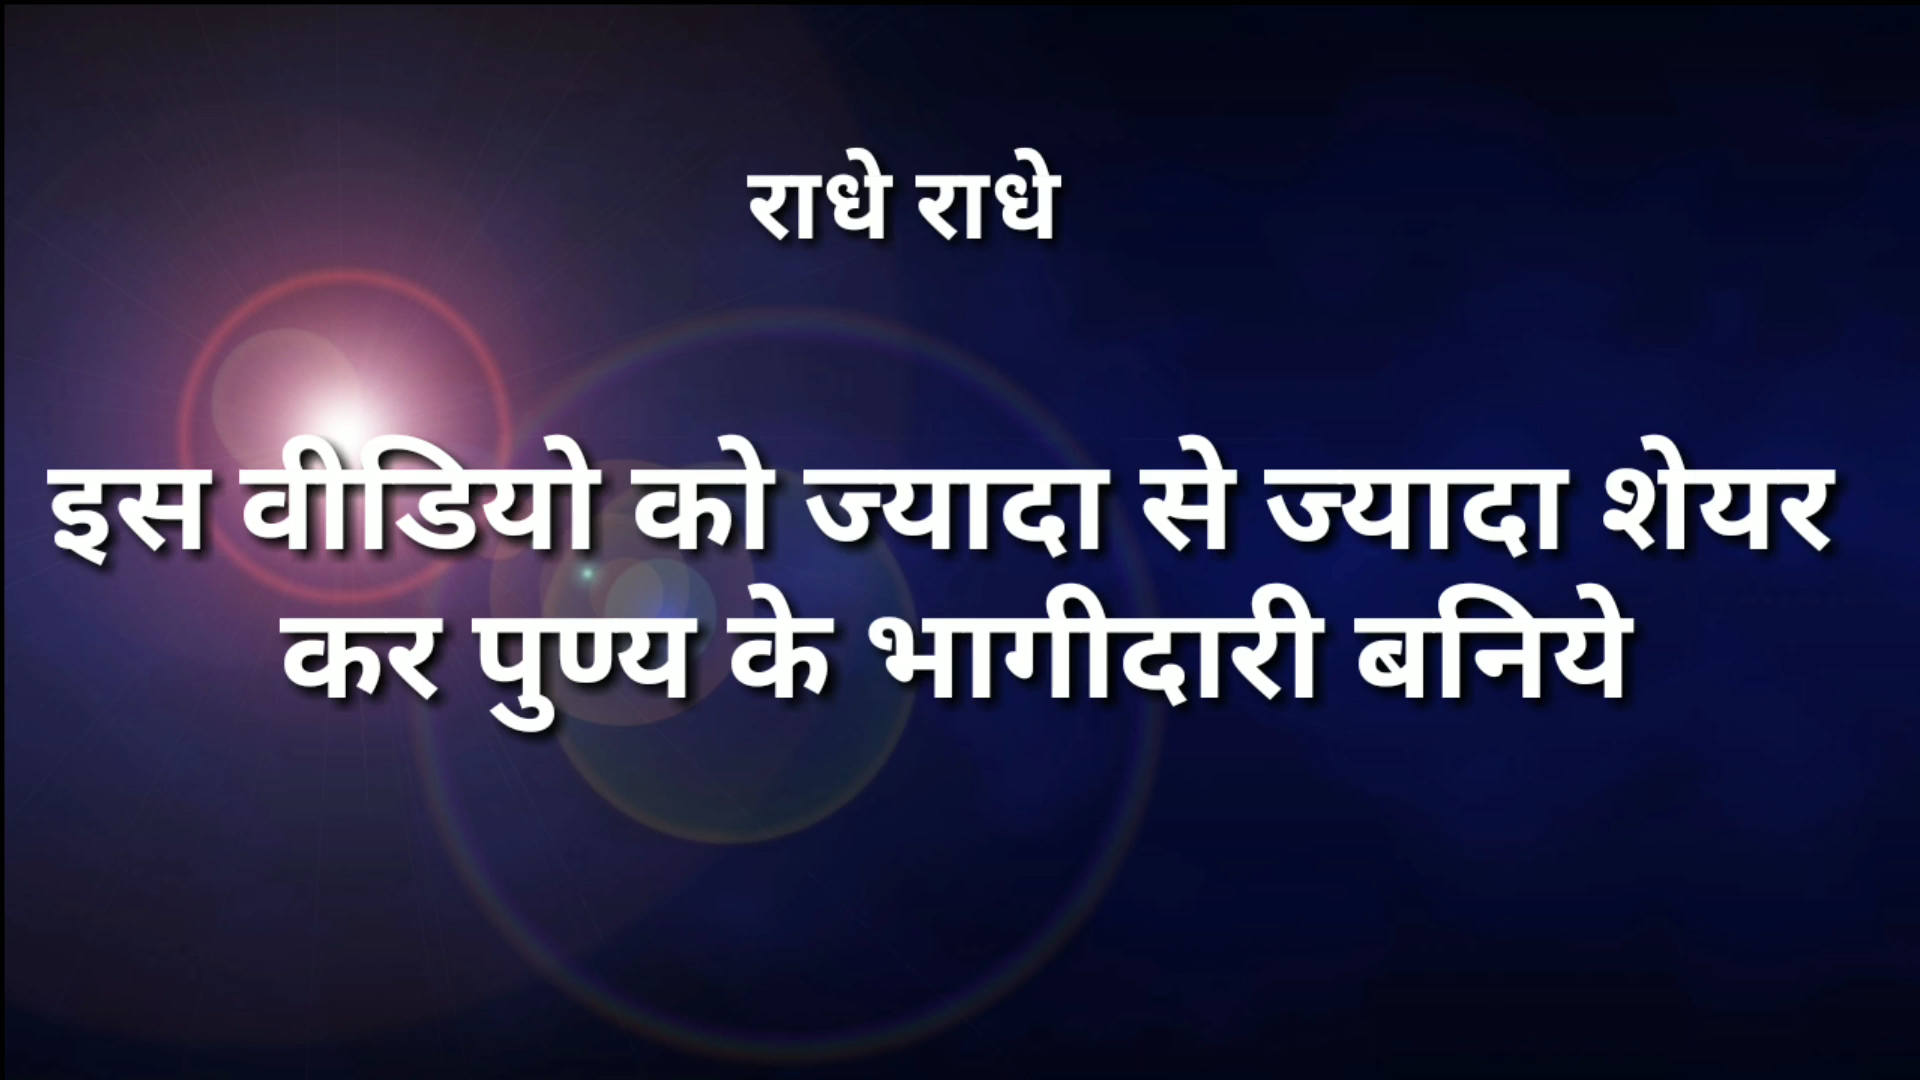 राधे राधे
इस वीडियो को ज्यादा से ज्यादा शेयर
कर पुण्य के भागीदारी बनिये